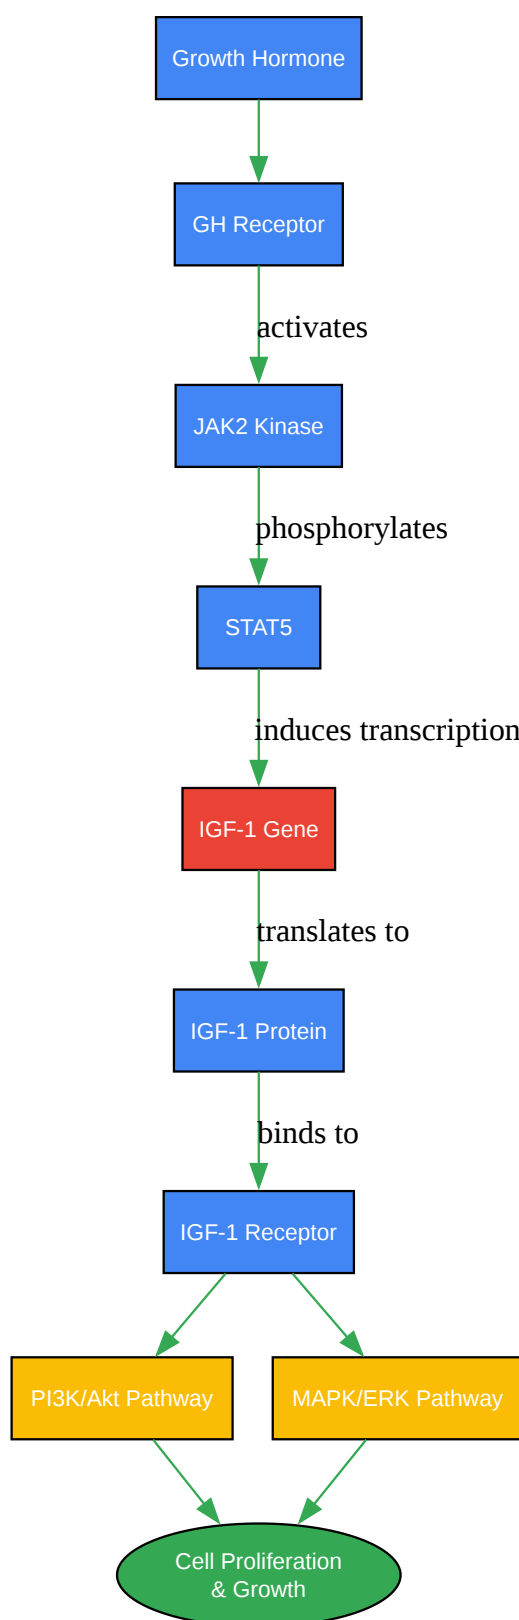 Growth Hormone
GH Receptor
activates
JAK2 Kinase
phosphorylates
STAT5
induces transcription
IGF-1 Gene
translates to
IGF-1 Protein
binds to
IGF-1 Receptor
PI3K/Akt Pathway
MAPK/ERK Pathway
Cell Proliferation
& Growth